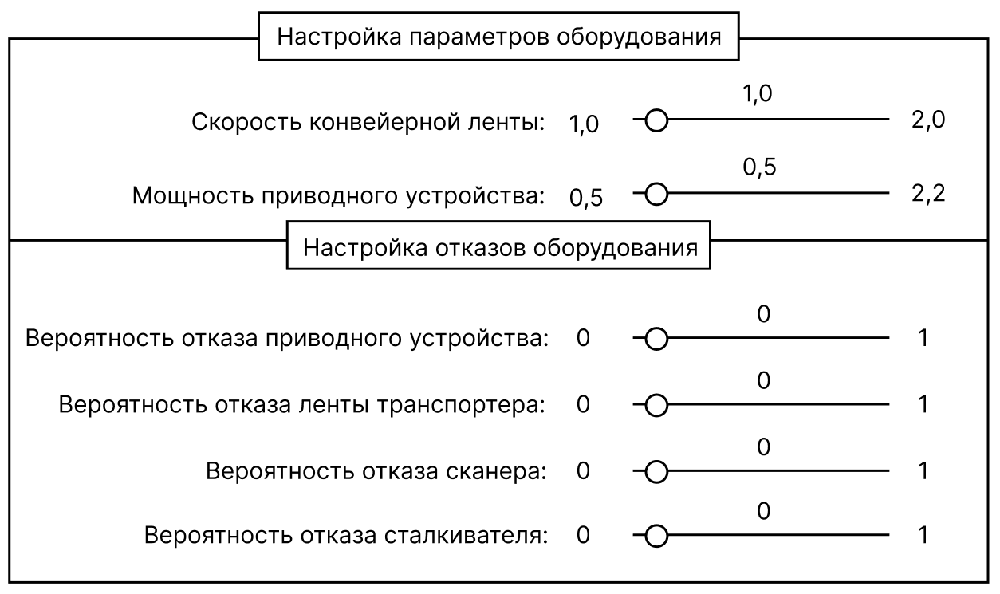 Настройка параметров оборудования
1,0
Скорость конвейерной ленты: 1,0 2,0
0,5
Мощность приводного устройства: 0,5 2,2
Настройка отказов оборудования
0
Вероятность отказа приводного устройства: 0 1
0
Вероятность отказа ленты транспортера: 0 1
0
Вероятность отказа сканера: 0 1
0
Вероятность отказа сталкивателя: 0 1